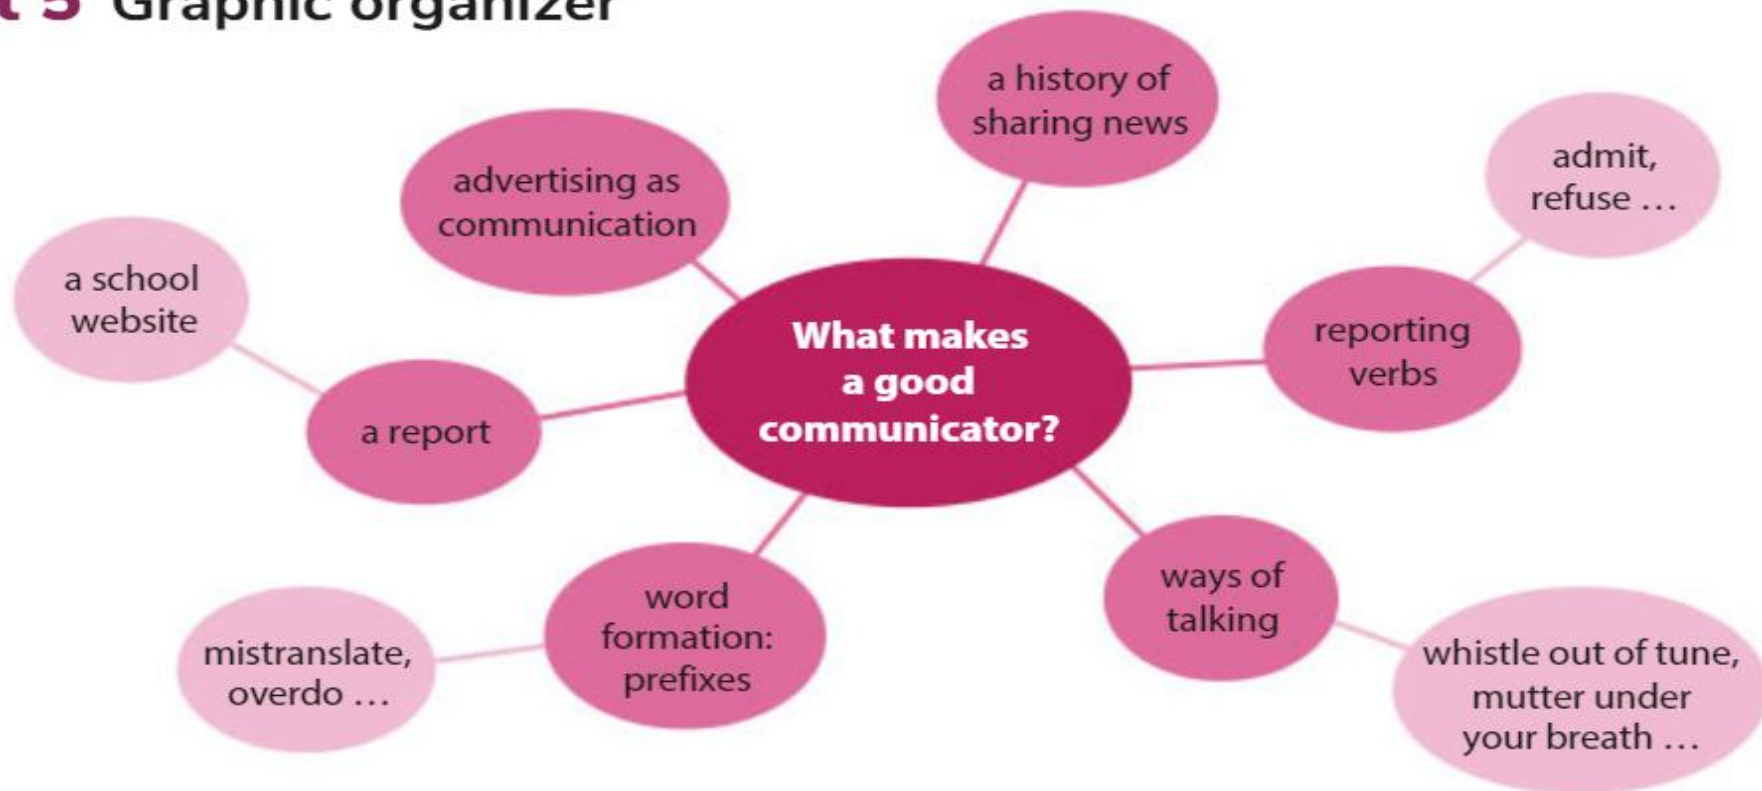 5 Graphic organizer
a history of
sharing news
admit,
refuse …
advertising as
communication
a school
website
What makes
a good
communicator?
reporting
verbs
a report
ways of
talking
word
formation:
prefixes
mistranslate,
overdo …
whistle out of tune,
mutter under
your breath …